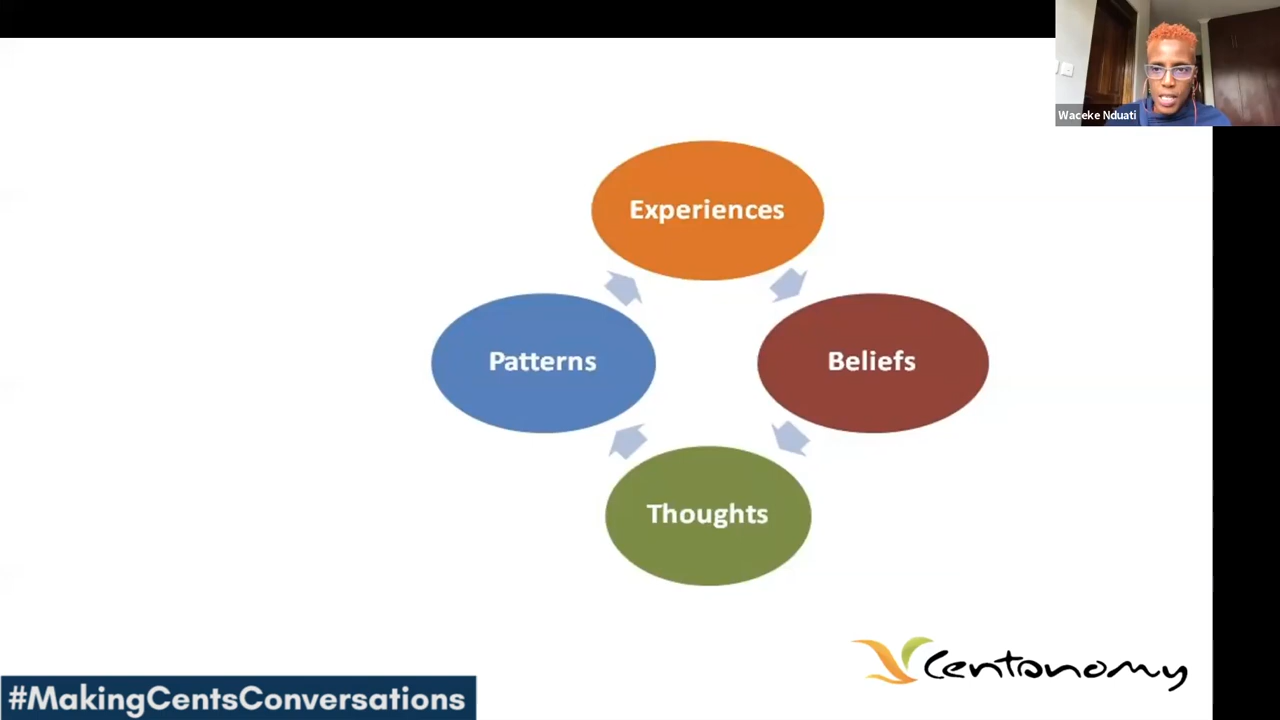 Waceke Nduati
Experiences
Patterns
Beliefs
Thoughts
Centonomy
#MakingCentsConversations